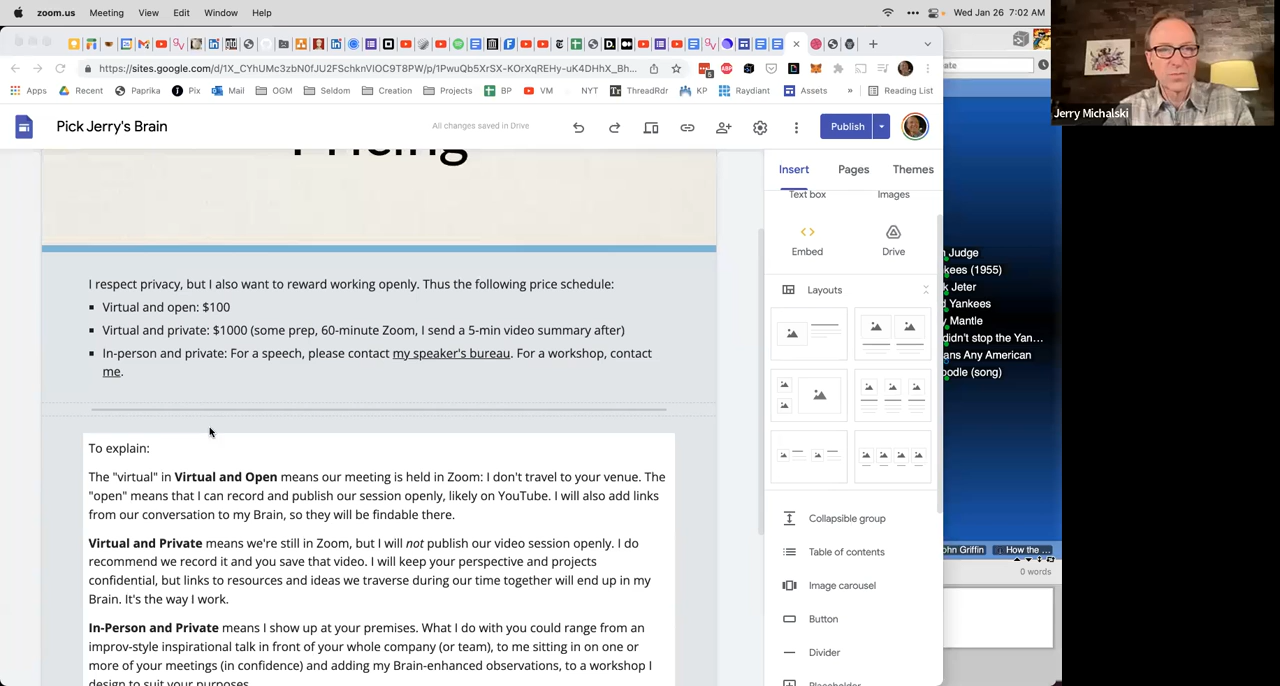 zoom.us Meeting View Edit Window Help
Wed Jan 26 7:02 AM
https://sites.google.com/d/1X_CYhUMc3zbN0fJU2FSchknVIOC9T8PW/p/1PwuQb5XrSX-KOrXqREHy-uK4DHhX_Bh...
Apps Recent Paprika Pix Mail OGM Seldom Creation Projects BP VM NYT ThreadRdr KP Raydiant Assets » Reading List
Pick Jerry's Brain
All changes saved in Drive
Publish
Jerry Michalski
Pricing
I respect privacy, but I also want to reward working openly. Thus the following price schedule:
Virtual and open: $100
Virtual and private: $1000 (some prep, 60-minute Zoom, I send a 5-min video summary after)
In-person and private: For a speech, please contact my speaker's bureau. For a workshop, contact
me.
To explain:
The "virtual" in Virtual and Open means our meeting is held in Zoom: I don't travel to your venue. The
"open" means that I can record and publish our session openly, likely on YouTube. I will also add links
from our conversation to my Brain, so they will be findable there.
Virtual and Private means we're still in Zoom, but I will not publish our video session openly. I do
recommend we record it and you save that video. I will keep your perspective and projects
confidential, but links to resources and ideas we traverse during our time together will end up in my
Brain. It's the way I work.
In-Person and Private means I show up at your premises. What I do with you could range from an
improv-style inspirational talk in front of your whole company (or team), to me sitting in on one or
more of your meetings (in confidence) and adding my Brain-enhanced observations, to a workshop I
design to suit your purposes.
Insert Pages Themes
Text box Images
Embed Drive
Layouts
Collapsible group
Table of contents
Image carousel
Button
Divider
Placeholder
ate
Judge
kees (1955)
k Jeter
d Yankees
y Mantle
didn't stop the Yan...
ans Any American
oodle (song)
ohn Griffin How the ...
0 words